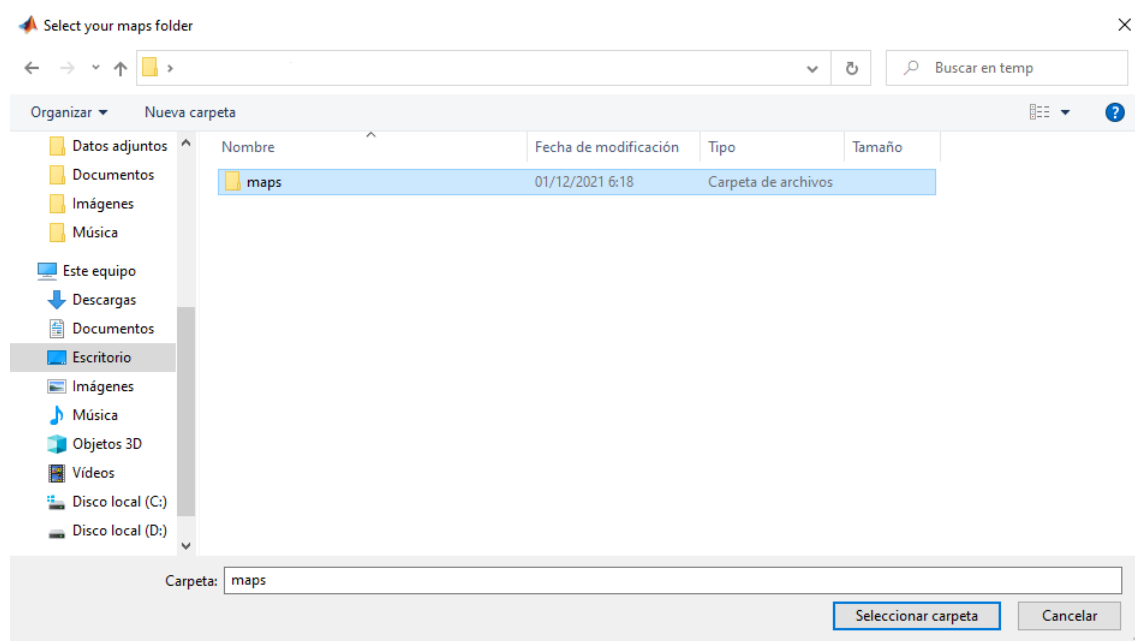 Select your maps folder
Buscar en temp
Organizar Nueva carpeta
Datos adjuntos
Documentos
Imágenes
Música
Este equipo
Descargas
Documentos
Escritorio
Imágenes
Música
Objetos 3D
Vídeos
Disco local (C:)
Disco local (D:)
Nombre Fecha de modificación Tipo Tamaño
maps 01/12/2021 6:18 Carpeta de archivos
Carpeta: maps
Seleccionar carpeta Cancelar